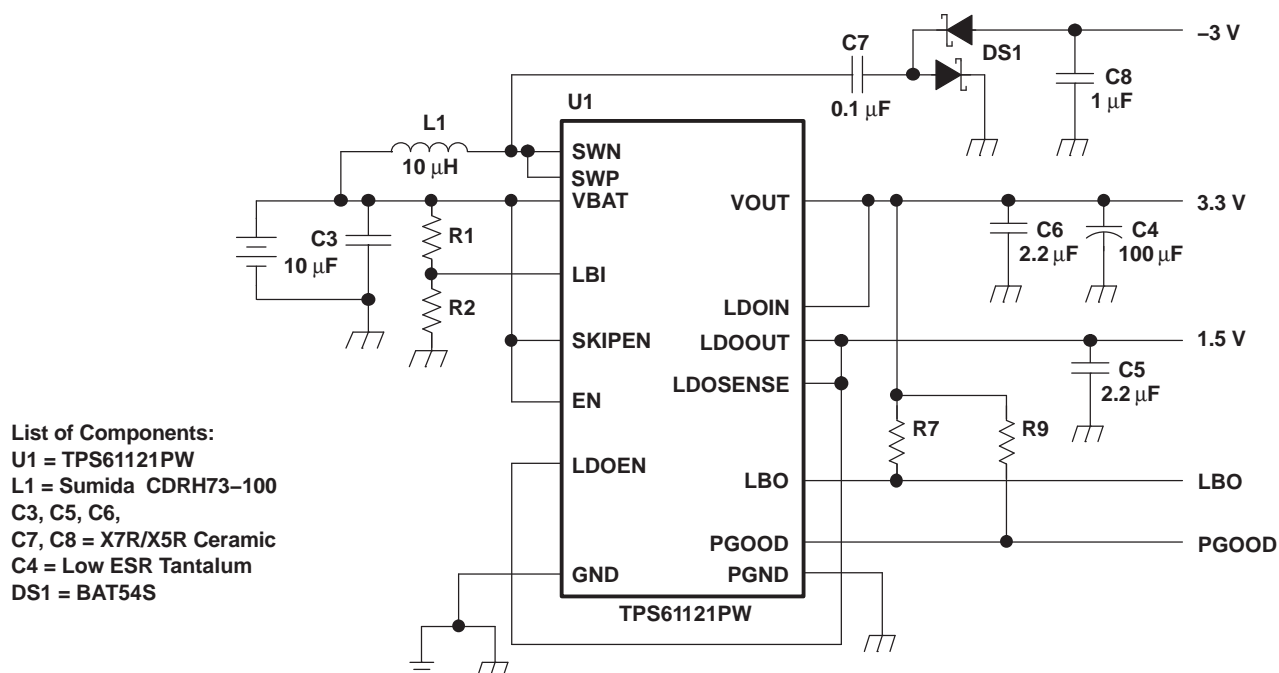 C7
0.1 μF
DS1
–3 V
C8
1 μF
U1
L1
10 μH
SWN
SWP
VBAT
VOUT
3.3 V
C3
10 μF
R1
C6
2.2 μF
C4
100 μF
LBI
R2
LDOIN
SKIPEN
LDOOUT
1.5 V
LDOSENSE
C5
2.2 μF
EN
R7
R9
List of Components:
U1 = TPS61121PW
L1 = Sumida CDRH73–100
C3, C5, C6,
C7, C8 = X7R/X5R Ceramic
C4 = Low ESR Tantalum
DS1 = BAT54S
LDOEN
LBO
LBO
PGOOD
PGOOD
GND
PGND
TPS61121PW